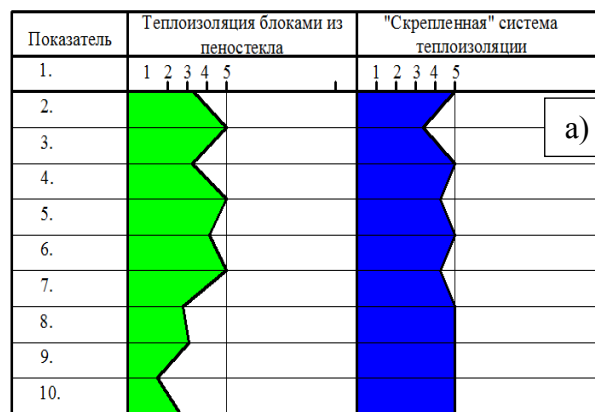 Показатель
Теплоизоляция блоками из
пеностекла
"Скрепленная" система
теплоизоляции
1.
1 2 3 4 5
1 2 3 4 5
2.
а)
3.
4.
5.
6.
7.
8.
9.
10.